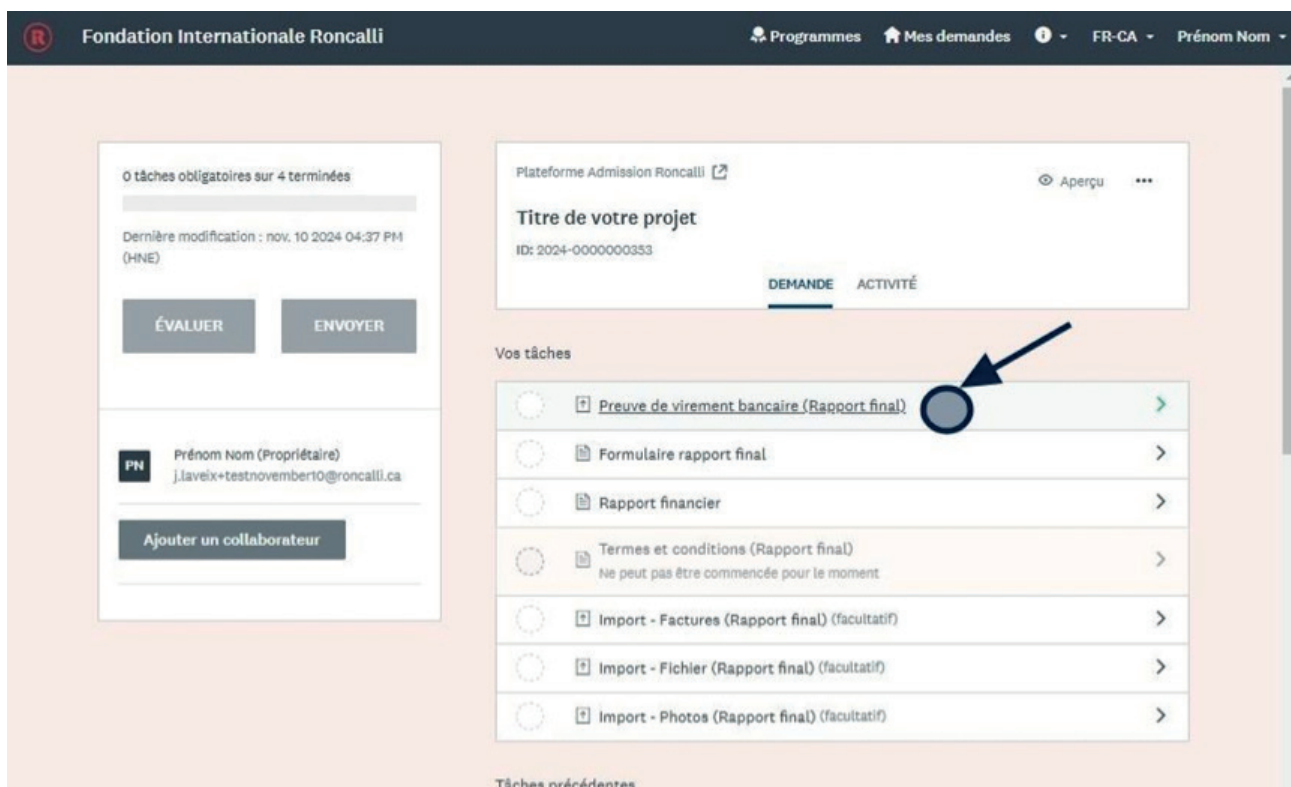 R
Fondation Internationale Roncalli
Programmes
Mes demandes
FR-CA
Prénom Nom
0 tâches obligatoires sur 4 terminées
Dernière modification : nov. 10 2024 04:37 PM
(HNE)
ÉVALUER
ENVOYER
PN
Prénom Nom (Propriétaire)
j.laveix+testnovember10@roncalli.ca
Ajouter un collaborateur
Plateforme Admission Roncalli
Aperçu
Titre de votre projet
ID: 2024-0000000353
DEMANDE
ACTIVITÉ
Vos tâches
Preuve de virement bancaire (Rapport final)
Formulaire rapport final
Rapport financier
Termes et conditions (Rapport final)
Ne peut pas être commencée pour le moment
Import - Factures (Rapport final) (facultatif)
Import - Fichier (Rapport final) (facultatif)
Import - Photos (Rapport final) (facultatif)
Tâches précédentes